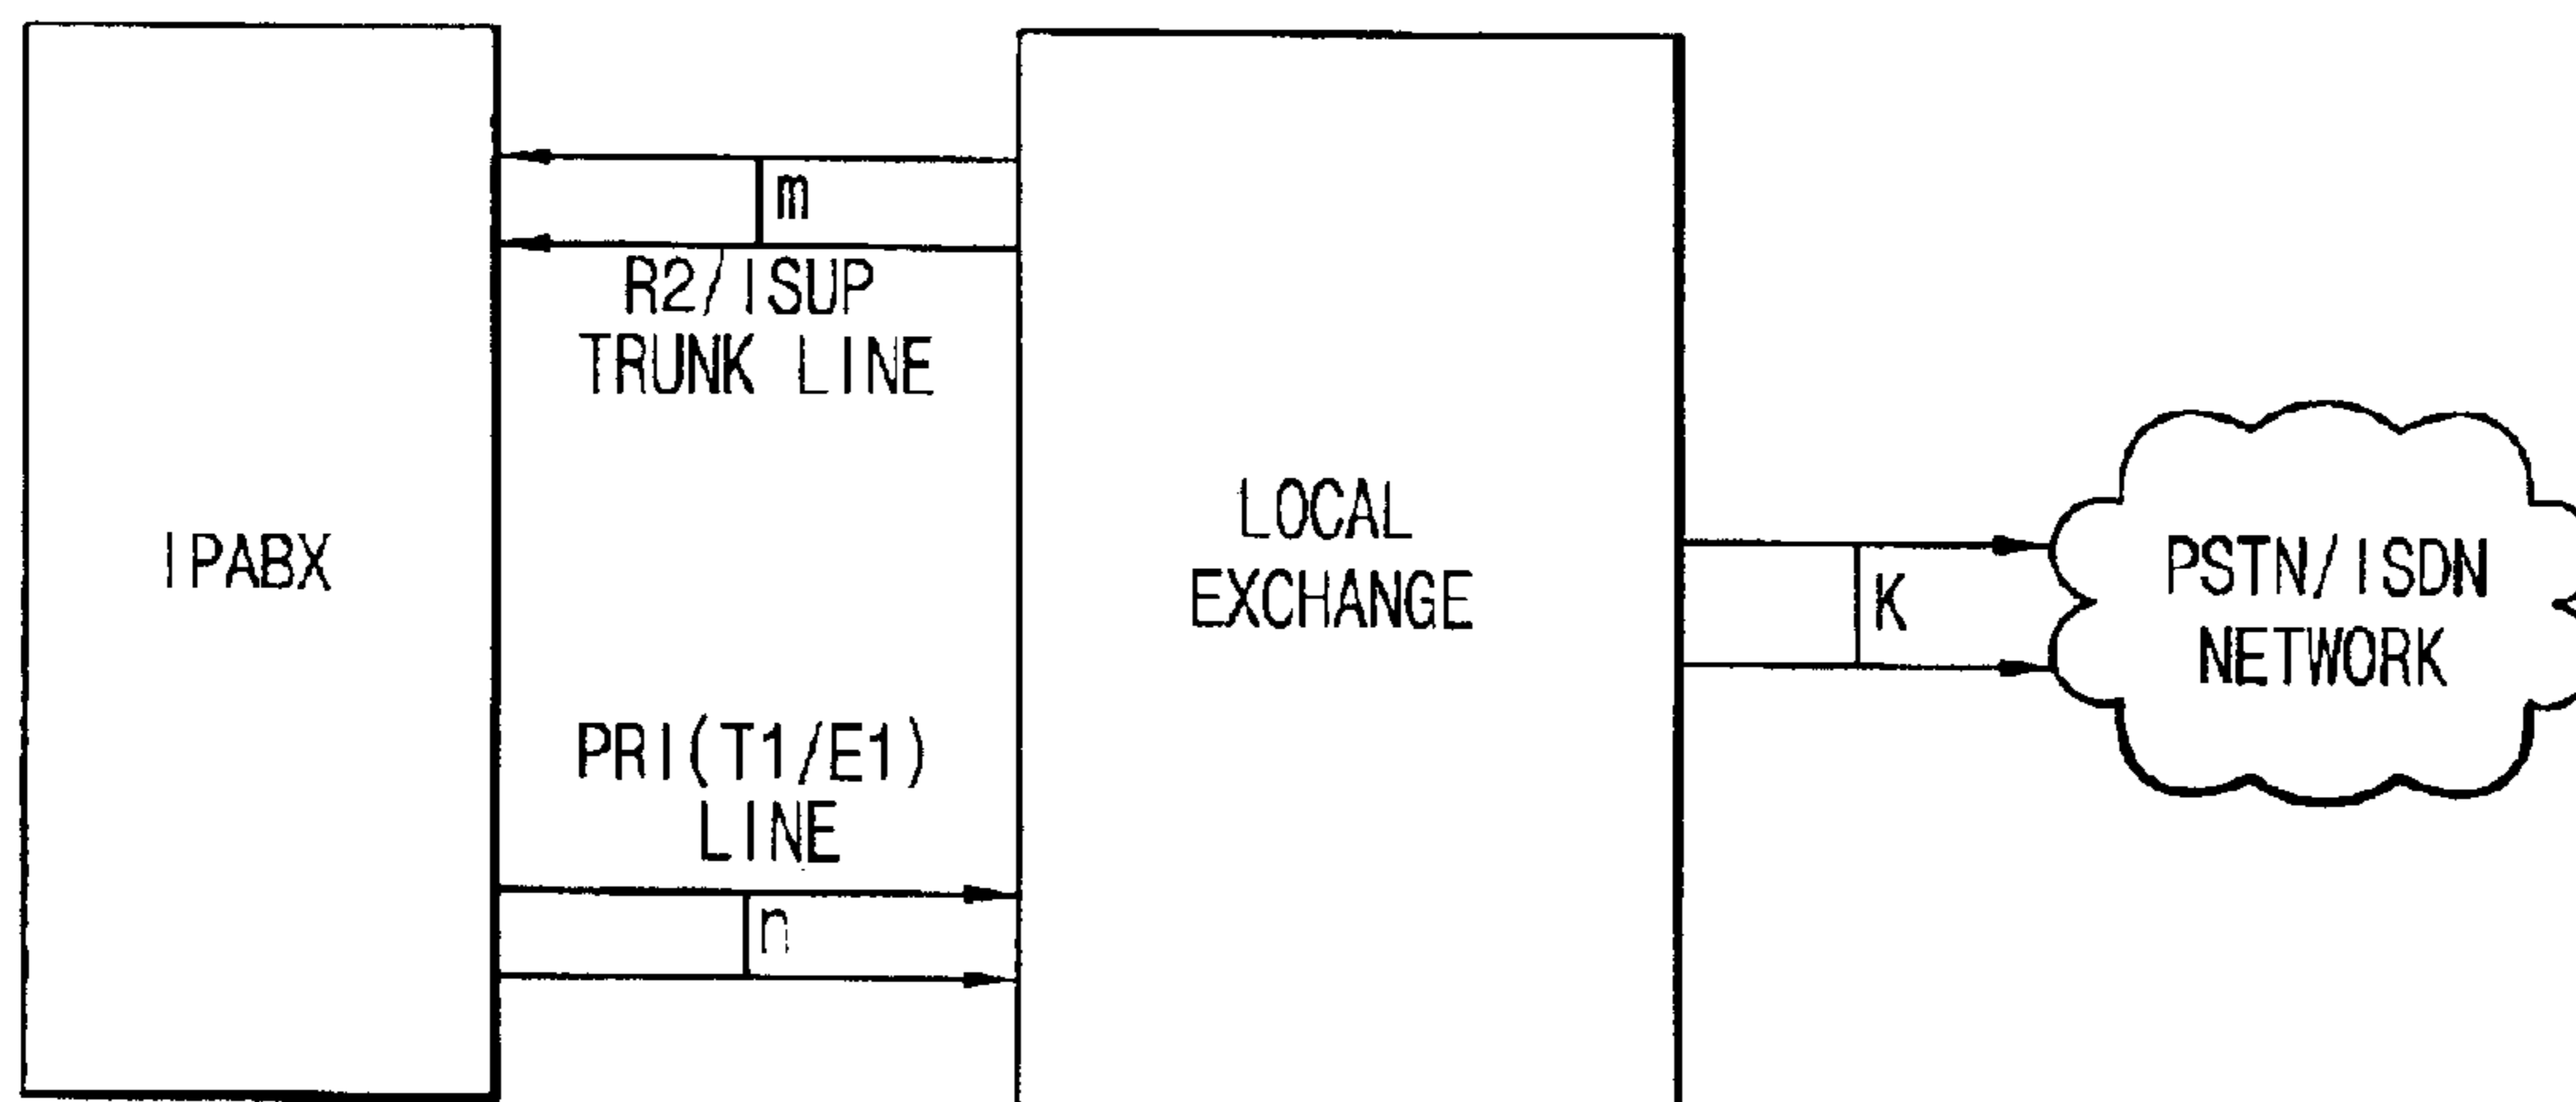 m
R2/ISUP
TRUNK LINE
IPABX
LOCAL
EXCHANGE
K
PSTN/ISDN
NETWORK
PRI(T1/E1)
LINE
n